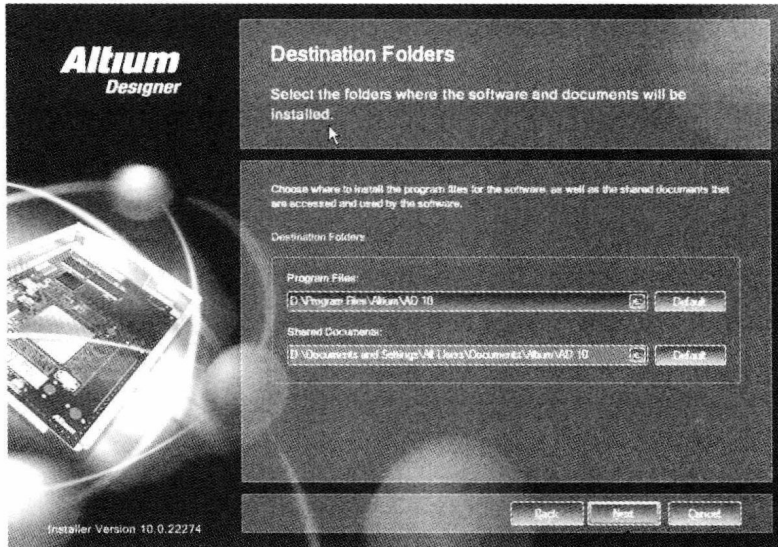 Altium
Designer
Destination Folders
Select the folders where the software and documents will be
installed.
Choose where to install the program files for the software, as well as the shared documents that
are accessed and used by the software.
Destination Folders
Program Files:
D:\Program Files\Altium\AD 10
Default
Shared Documents:
D:\Documents and Settings\All Users\Documents\Altium\AD 10
Default
Installer Version 10.0.22274
Back
Next
Cancel